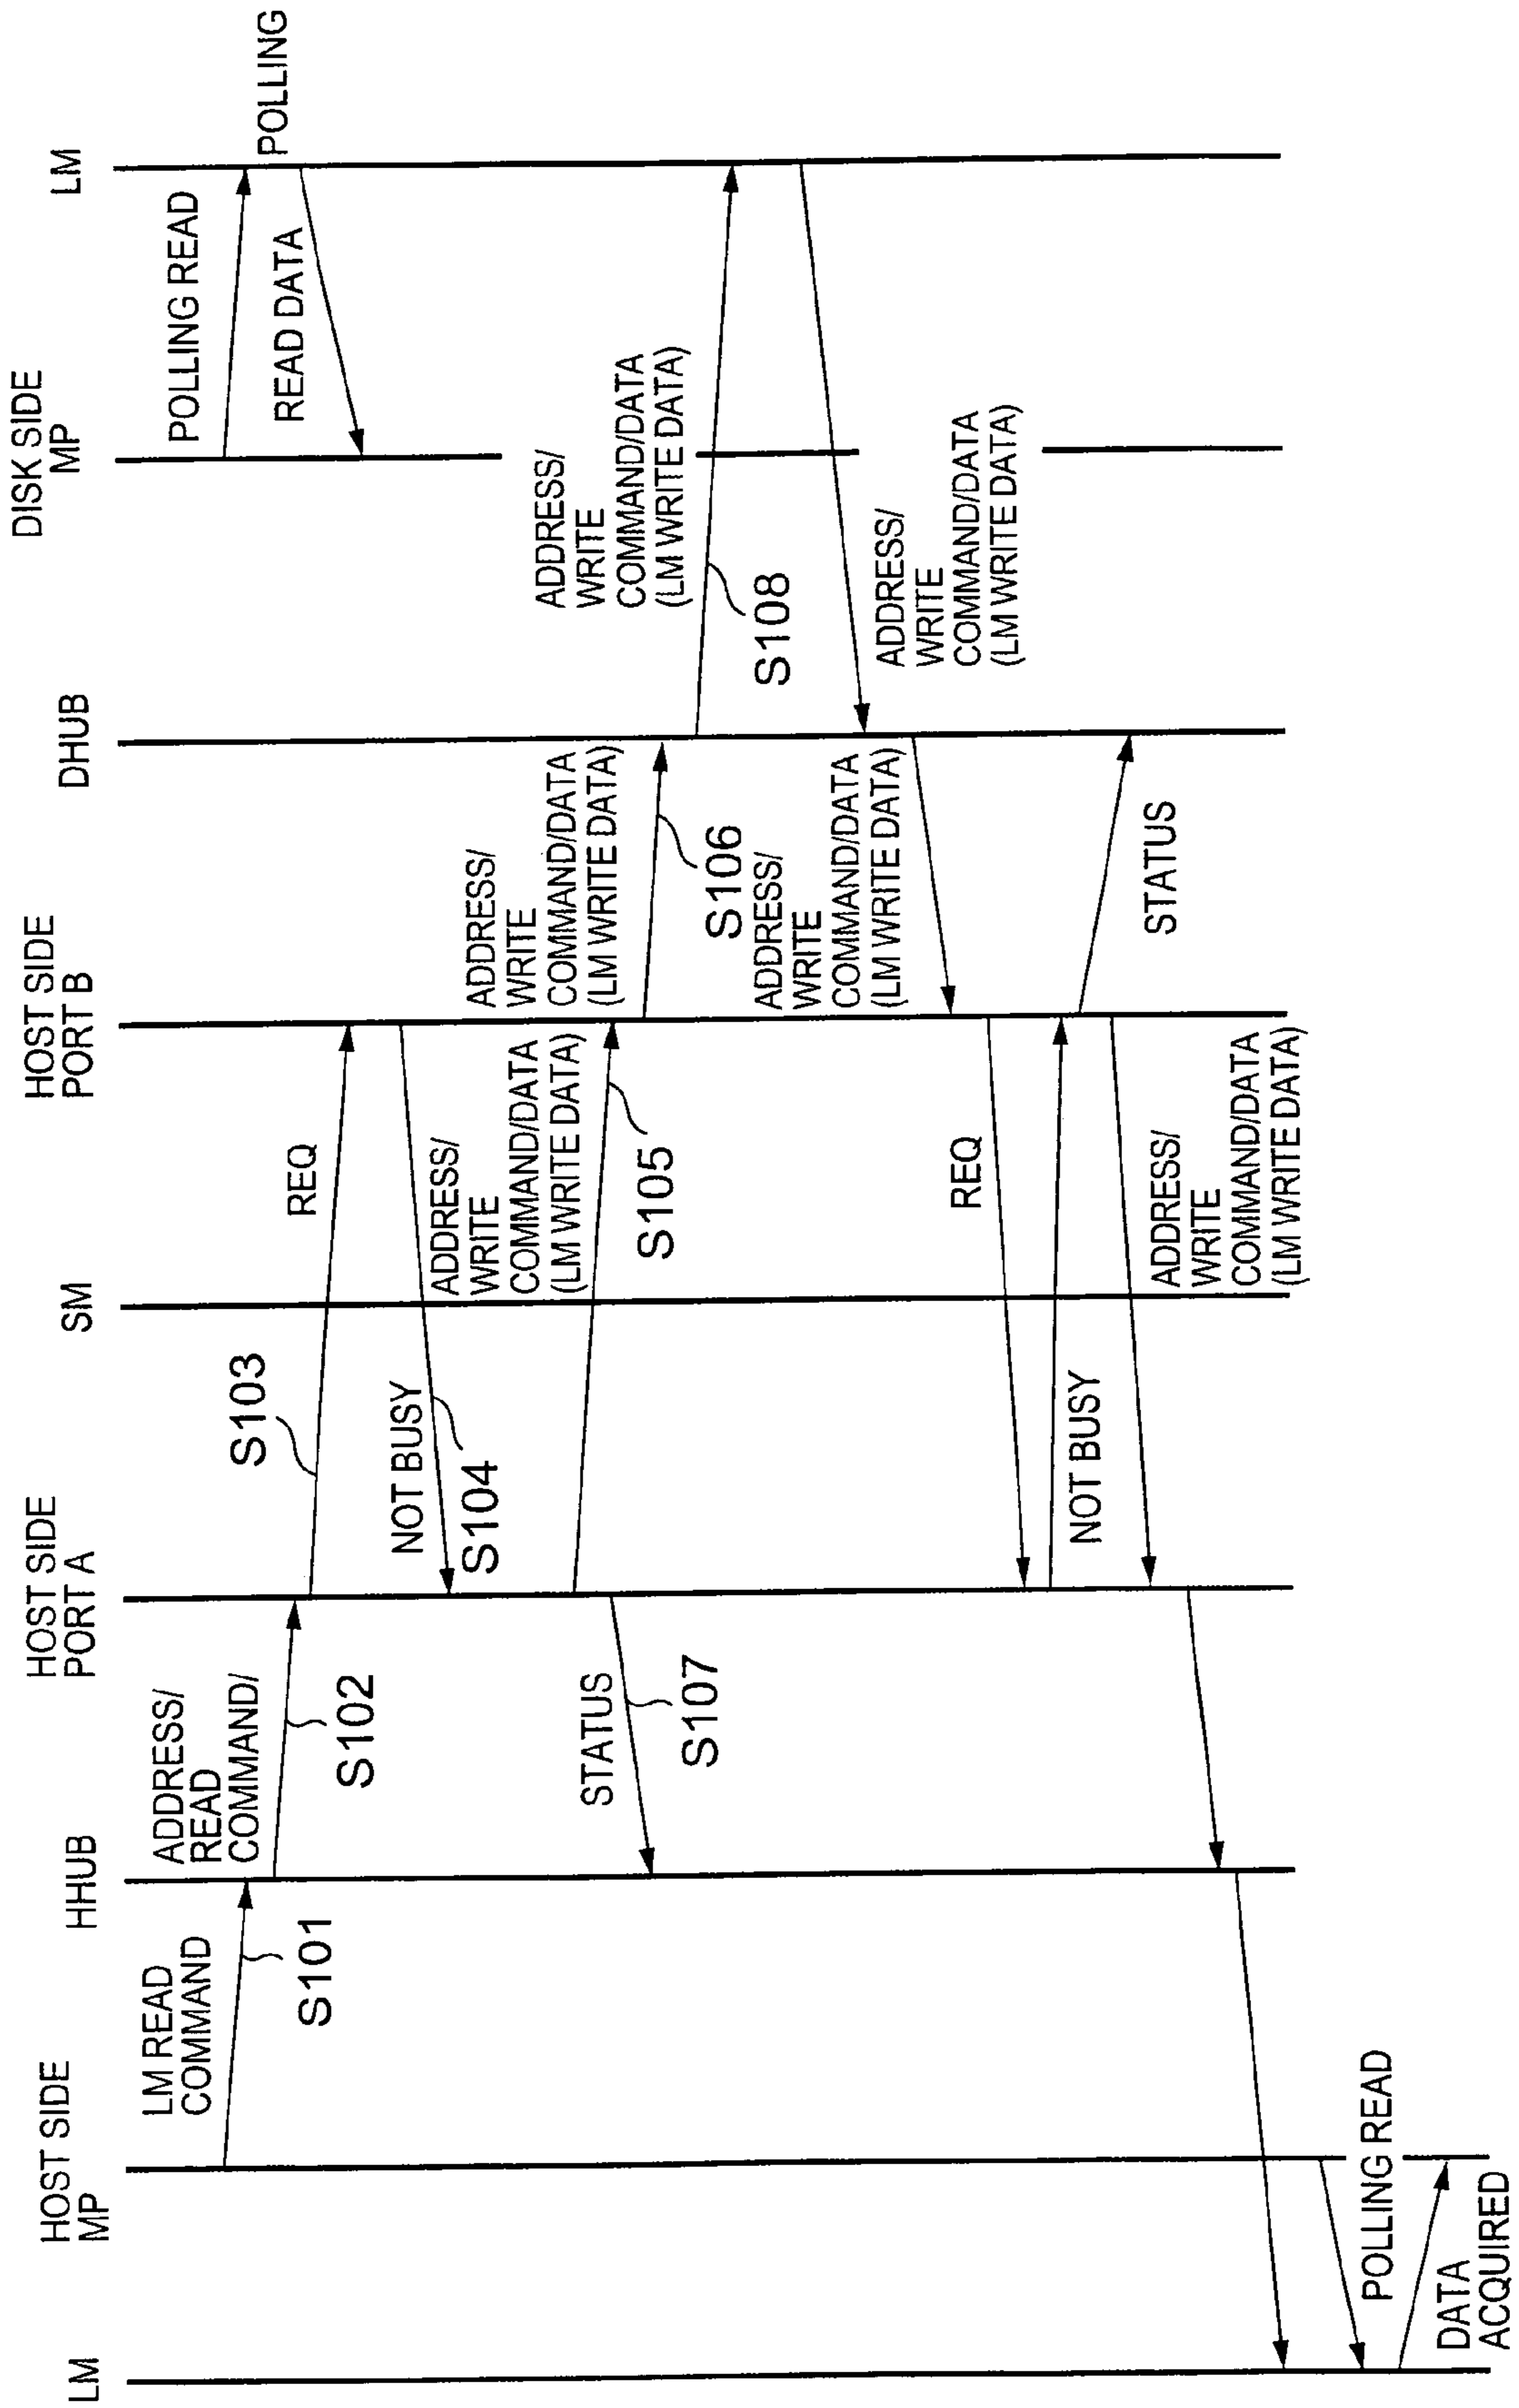 LM
HOST SIDE
MP
HHUB
HOST SIDE
PORT A
SM
HOST SIDE
PORT B
DHUB
DISK SIDE
MP
LM
LM READ
COMMAND
S101
ADDRESS/
READ
COMMAND/
S102
S103
REQ
NOT BUSY
S104
ADDRESS/
WRITE
COMMAND/DATA
(LM WRITE DATA)
S105
ADDRESS/
WRITE
COMMAND/DATA
(LM WRITE DATA)
S106
STATUS
S107
ADDRESS/
WRITE
COMMAND/DATA
(LM WRITE DATA)
S108
POLLING READ
POLLING
READ DATA
ADDRESS/
WRITE
COMMAND/DATA
(LM WRITE DATA)
ADDRESS/
WRITE
COMMAND/DATA
(LM WRITE DATA)
REQ
NOT BUSY
STATUS
ADDRESS/
WRITE
COMMAND/DATA
(LM WRITE DATA)
POLLING READ
DATA
ACQUIRED